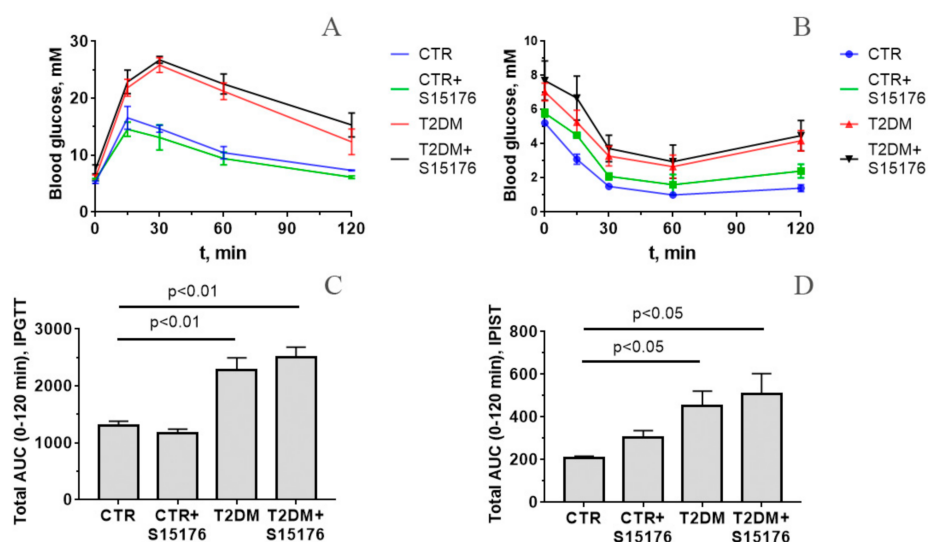 A
Blood glucose, mM
30
20
10
0
0
30
60
90
120
t, min
CTR
CTR+
S15176
T2DM
T2DM+
S15176
B
Blood glucose, mM
10
8
6
4
2
0
0
30
60
90
120
t, min
CTR
CTR+
S15176
T2DM
T2DM+
S15176
C
Total AUC (0-120 min), IPGTT
3000
2000
1000
0
p<0.01
p<0.01
CTR
CTR+
S15176
T2DM
T2DM+
S15176
D
Total AUC (0-120 min), IPIST
800
600
400
200
0
p<0.05
p<0.05
CTR
CTR+
S15176
T2DM
T2DM+
S15176